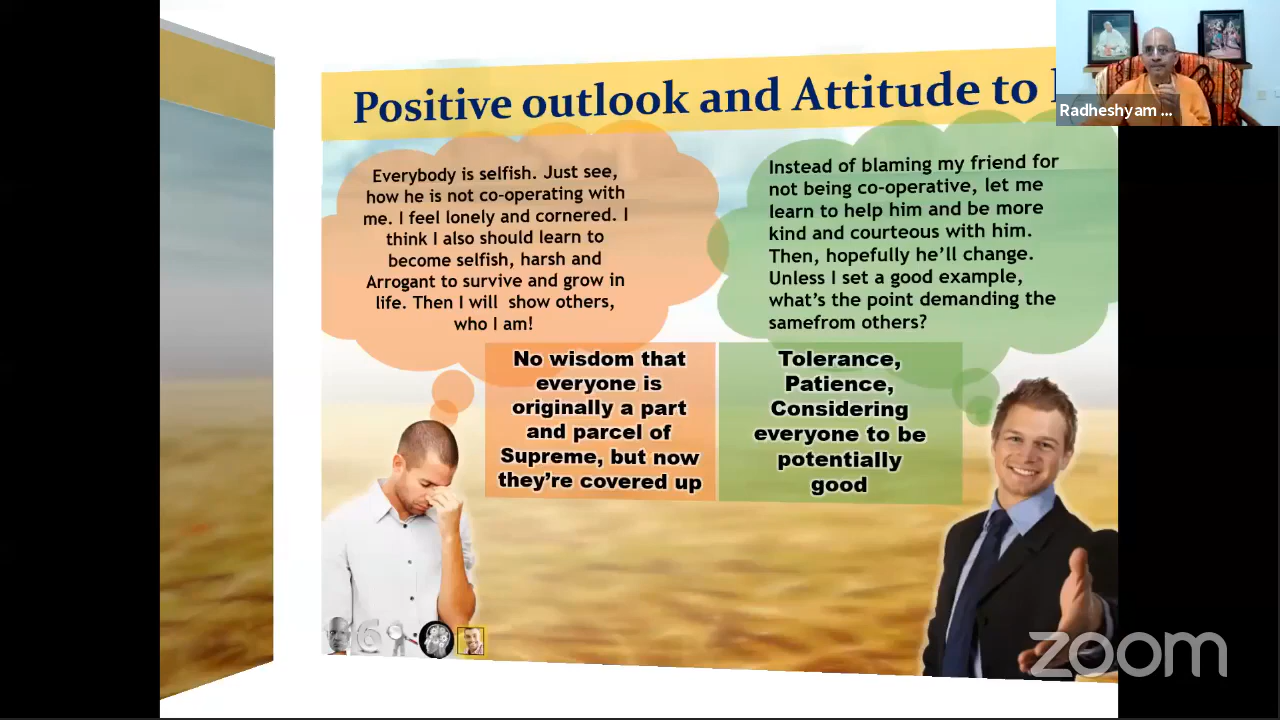 Positive outlook and Attitude to
Radheshyam ...
Everybody is selfish. Just see,
how he is not co-operating with
me. I feel lonely and cornered. I
think I also should learn to
become selfish, harsh and
Arrogant to survive and grow in
life. Then I will show others,
who I am!
Instead of blaming my friend for
not being co-operative, let me
learn to help him and be more
kind and courteous with him.
Then, hopefully he'll change.
Unless I set a good example,
what's the point demanding the
samefrom others?
No wisdom that
everyone is
originally a part
and parcel of
Supreme, but now
they're covered up
Tolerance,
Patience,
Considering
everyone to be
potentially
good
6
zoom